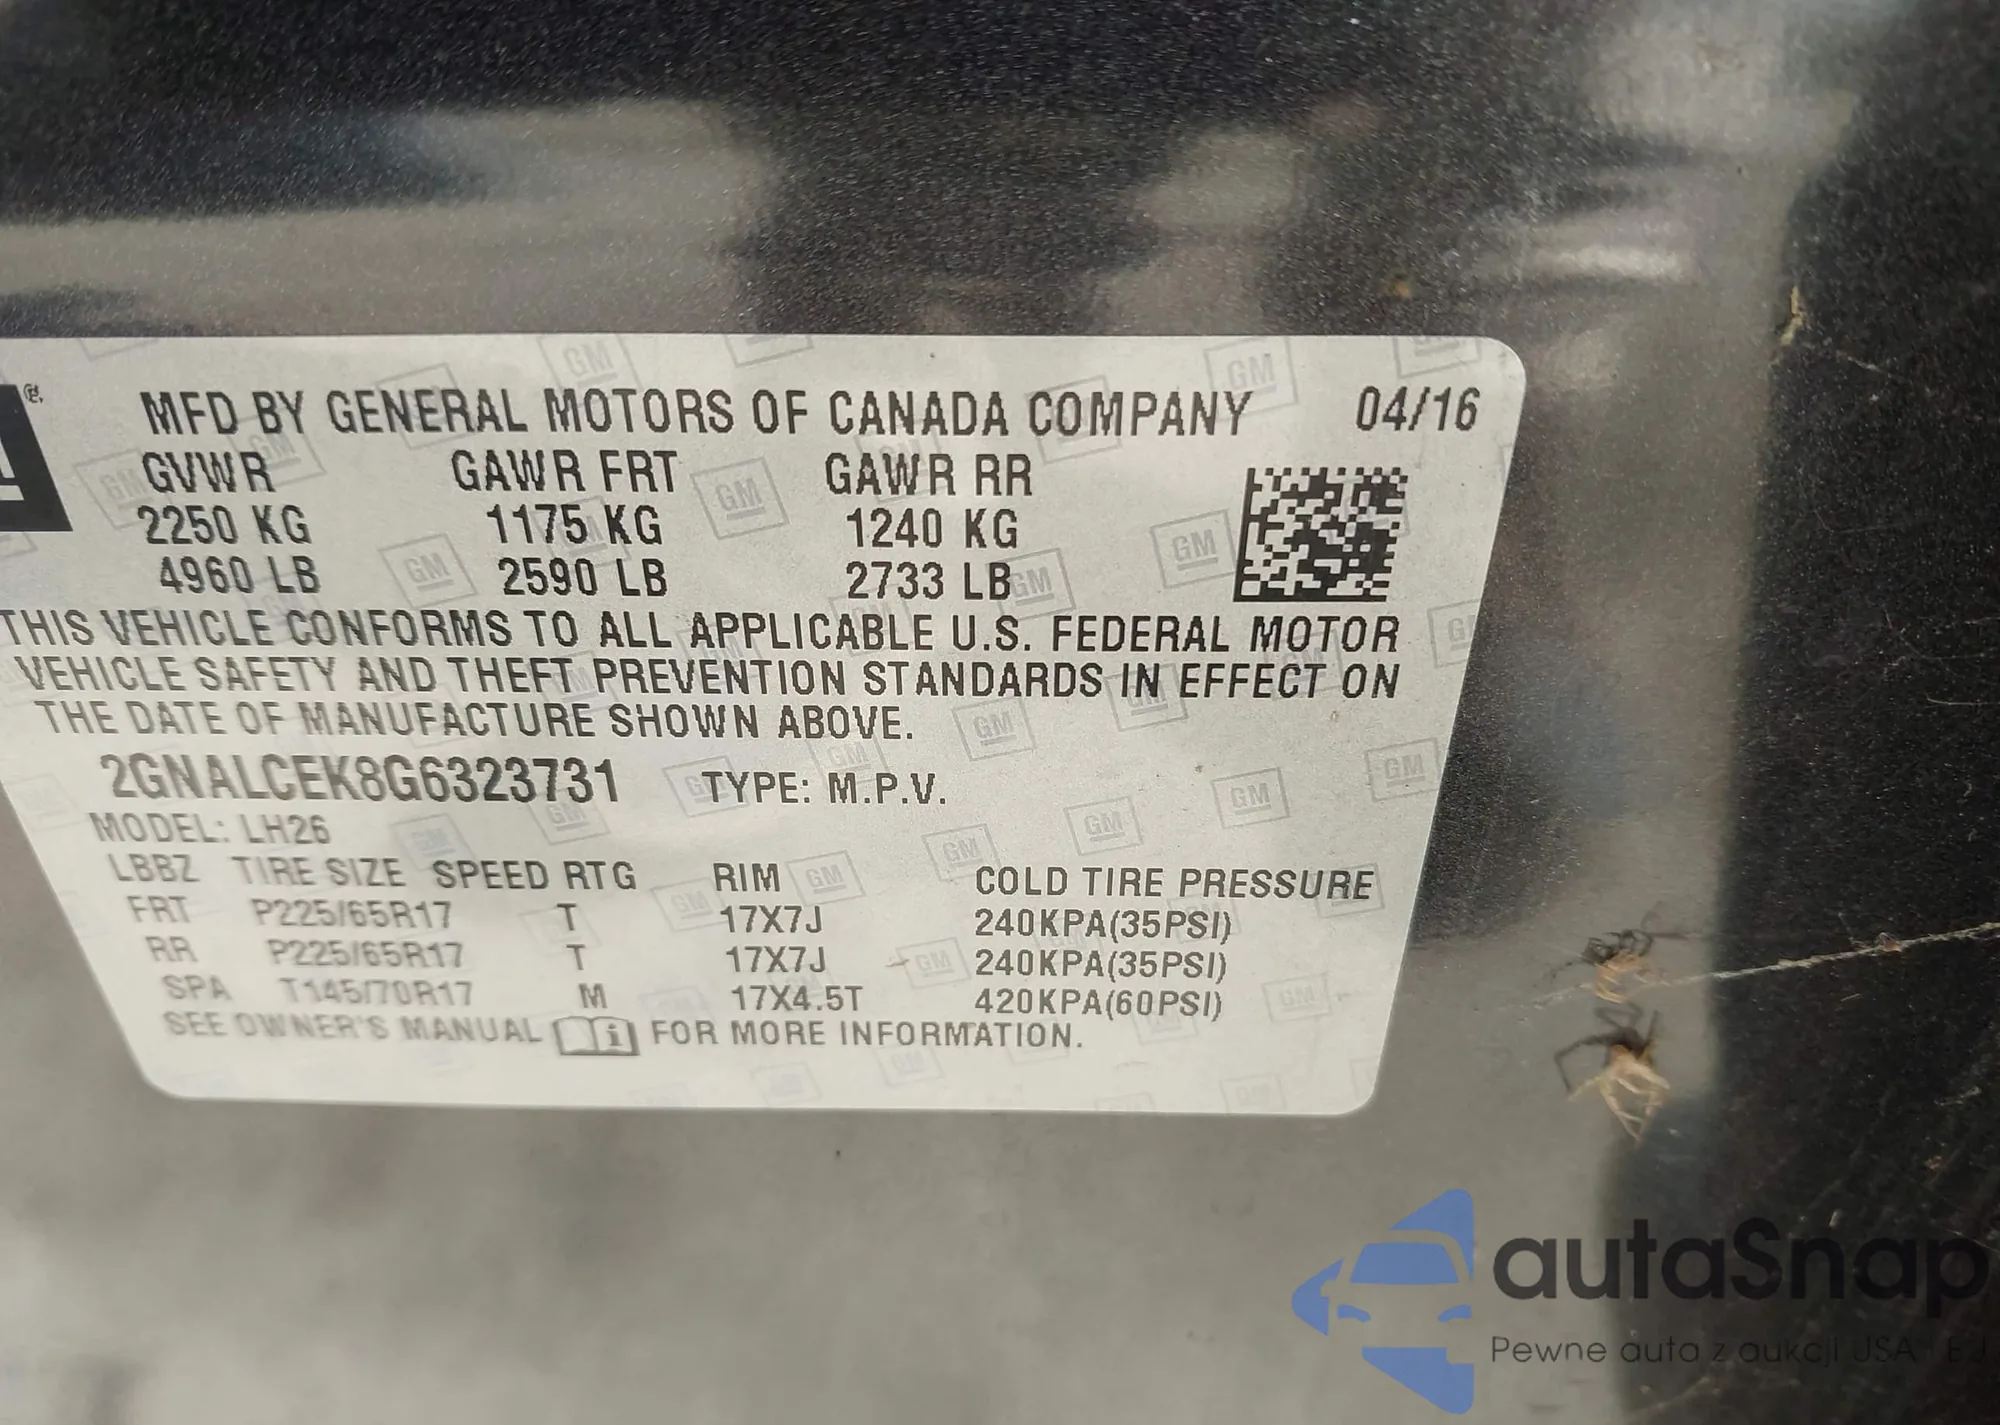 MFD BY GENERAL MOTORS OF CANADA COMPANY 04/16
GVWR GAWR FRT GAWR RR
2250 KG 1175 KG 1240 KG
4960 LB 2590 LB 2733 LB
THIS VEHICLE CONFORMS TO ALL APPLICABLE U.S. FEDERAL MOTOR
VEHICLE SAFETY AND THEFT PREVENTION STANDARDS IN EFFECT ON
THE DATE OF MANUFACTURE SHOWN ABOVE.
2GNALCEK8G6323731 TYPE: M.P.V.
MODEL: LH26
LBBZ TIRE SIZE SPEED RTG RIM COLD TIRE PRESSURE
FRT P225/65R17 T 17X7J 240KPA(35PSI)
RR P225/65R17 T 17X7J 240KPA(35PSI)
SPA T145/70R17 M 17X4.5T 420KPA(60PSI)
SEE OWNER'S MANUAL FOR MORE INFORMATION.
autaSnap
Pewne auta z aukcji USA